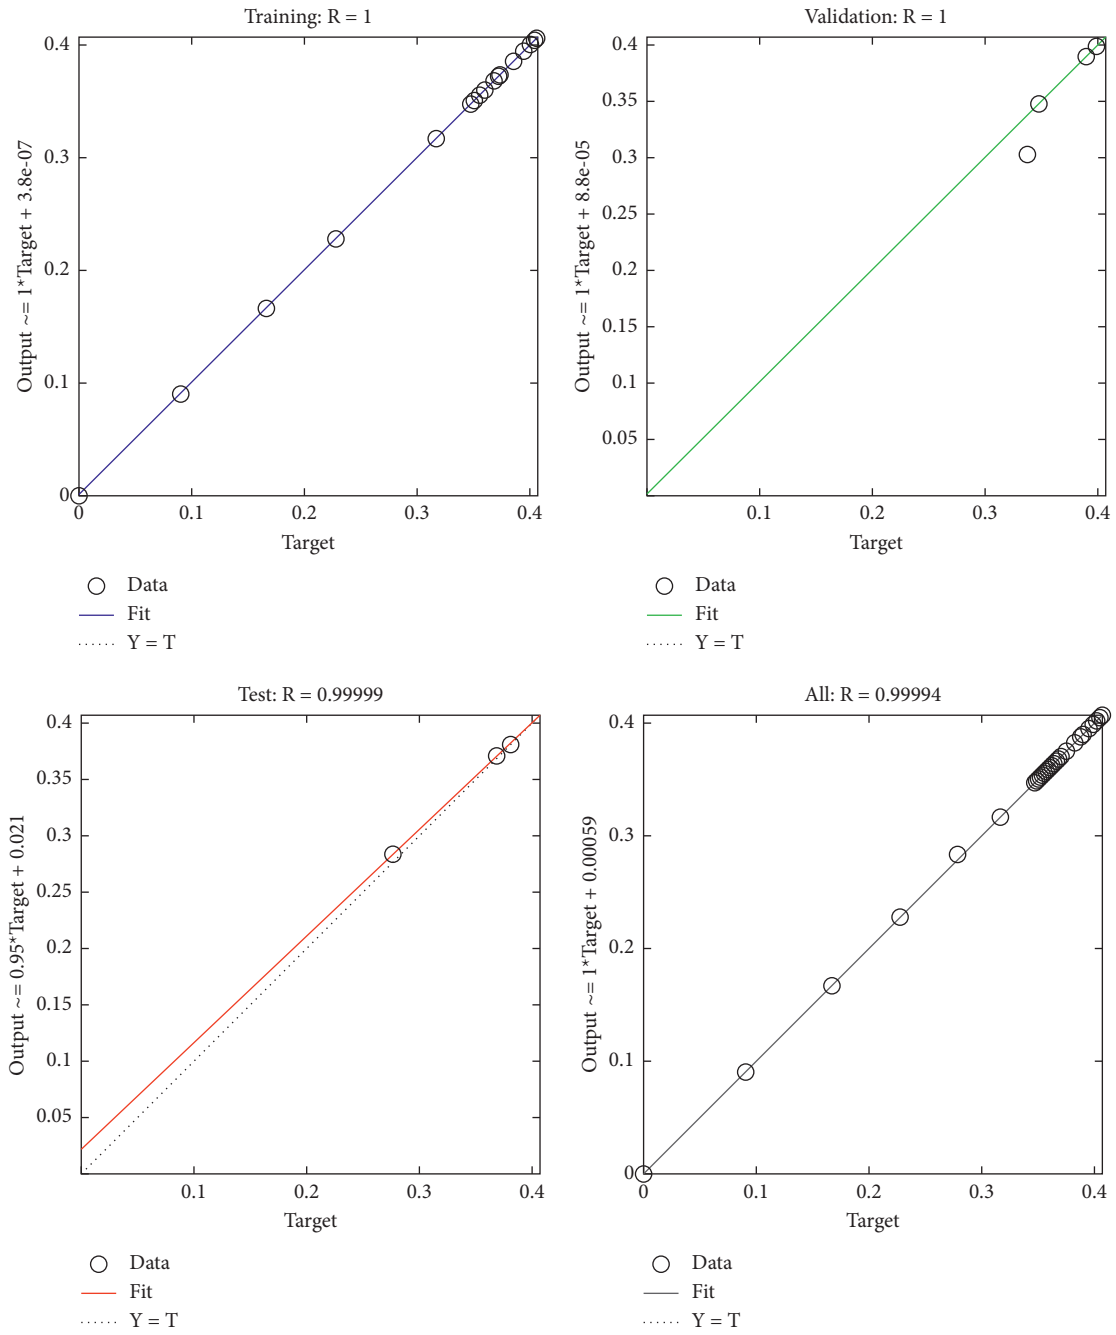 Training: R = 1
Output ~= 1*Target + 3.8e-07
0.4
0.3
0.2
0.1
0
0 0.1 0.2 0.3 0.4
Target
Data
Fit
Y = T
Validation: R = 1
Output ~= 1*Target + 8.8e-05
0.4
0.35
0.3
0.25
0.2
0.15
0.1
0.05
0.1 0.2 0.3 0.4
Target
Data
Fit
Y = T
Test: R = 0.99999
Output ~= 0.95*Target + 0.021
0.4
0.35
0.3
0.25
0.2
0.15
0.1
0.05
0.1 0.2 0.3 0.4
Target
Data
Fit
Y = T
All: R = 0.99994
Output ~= 1*Target + 0.00059
0.4
0.3
0.2
0.1
0
0 0.1 0.2 0.3 0.4
Target
Data
Fit
Y = T